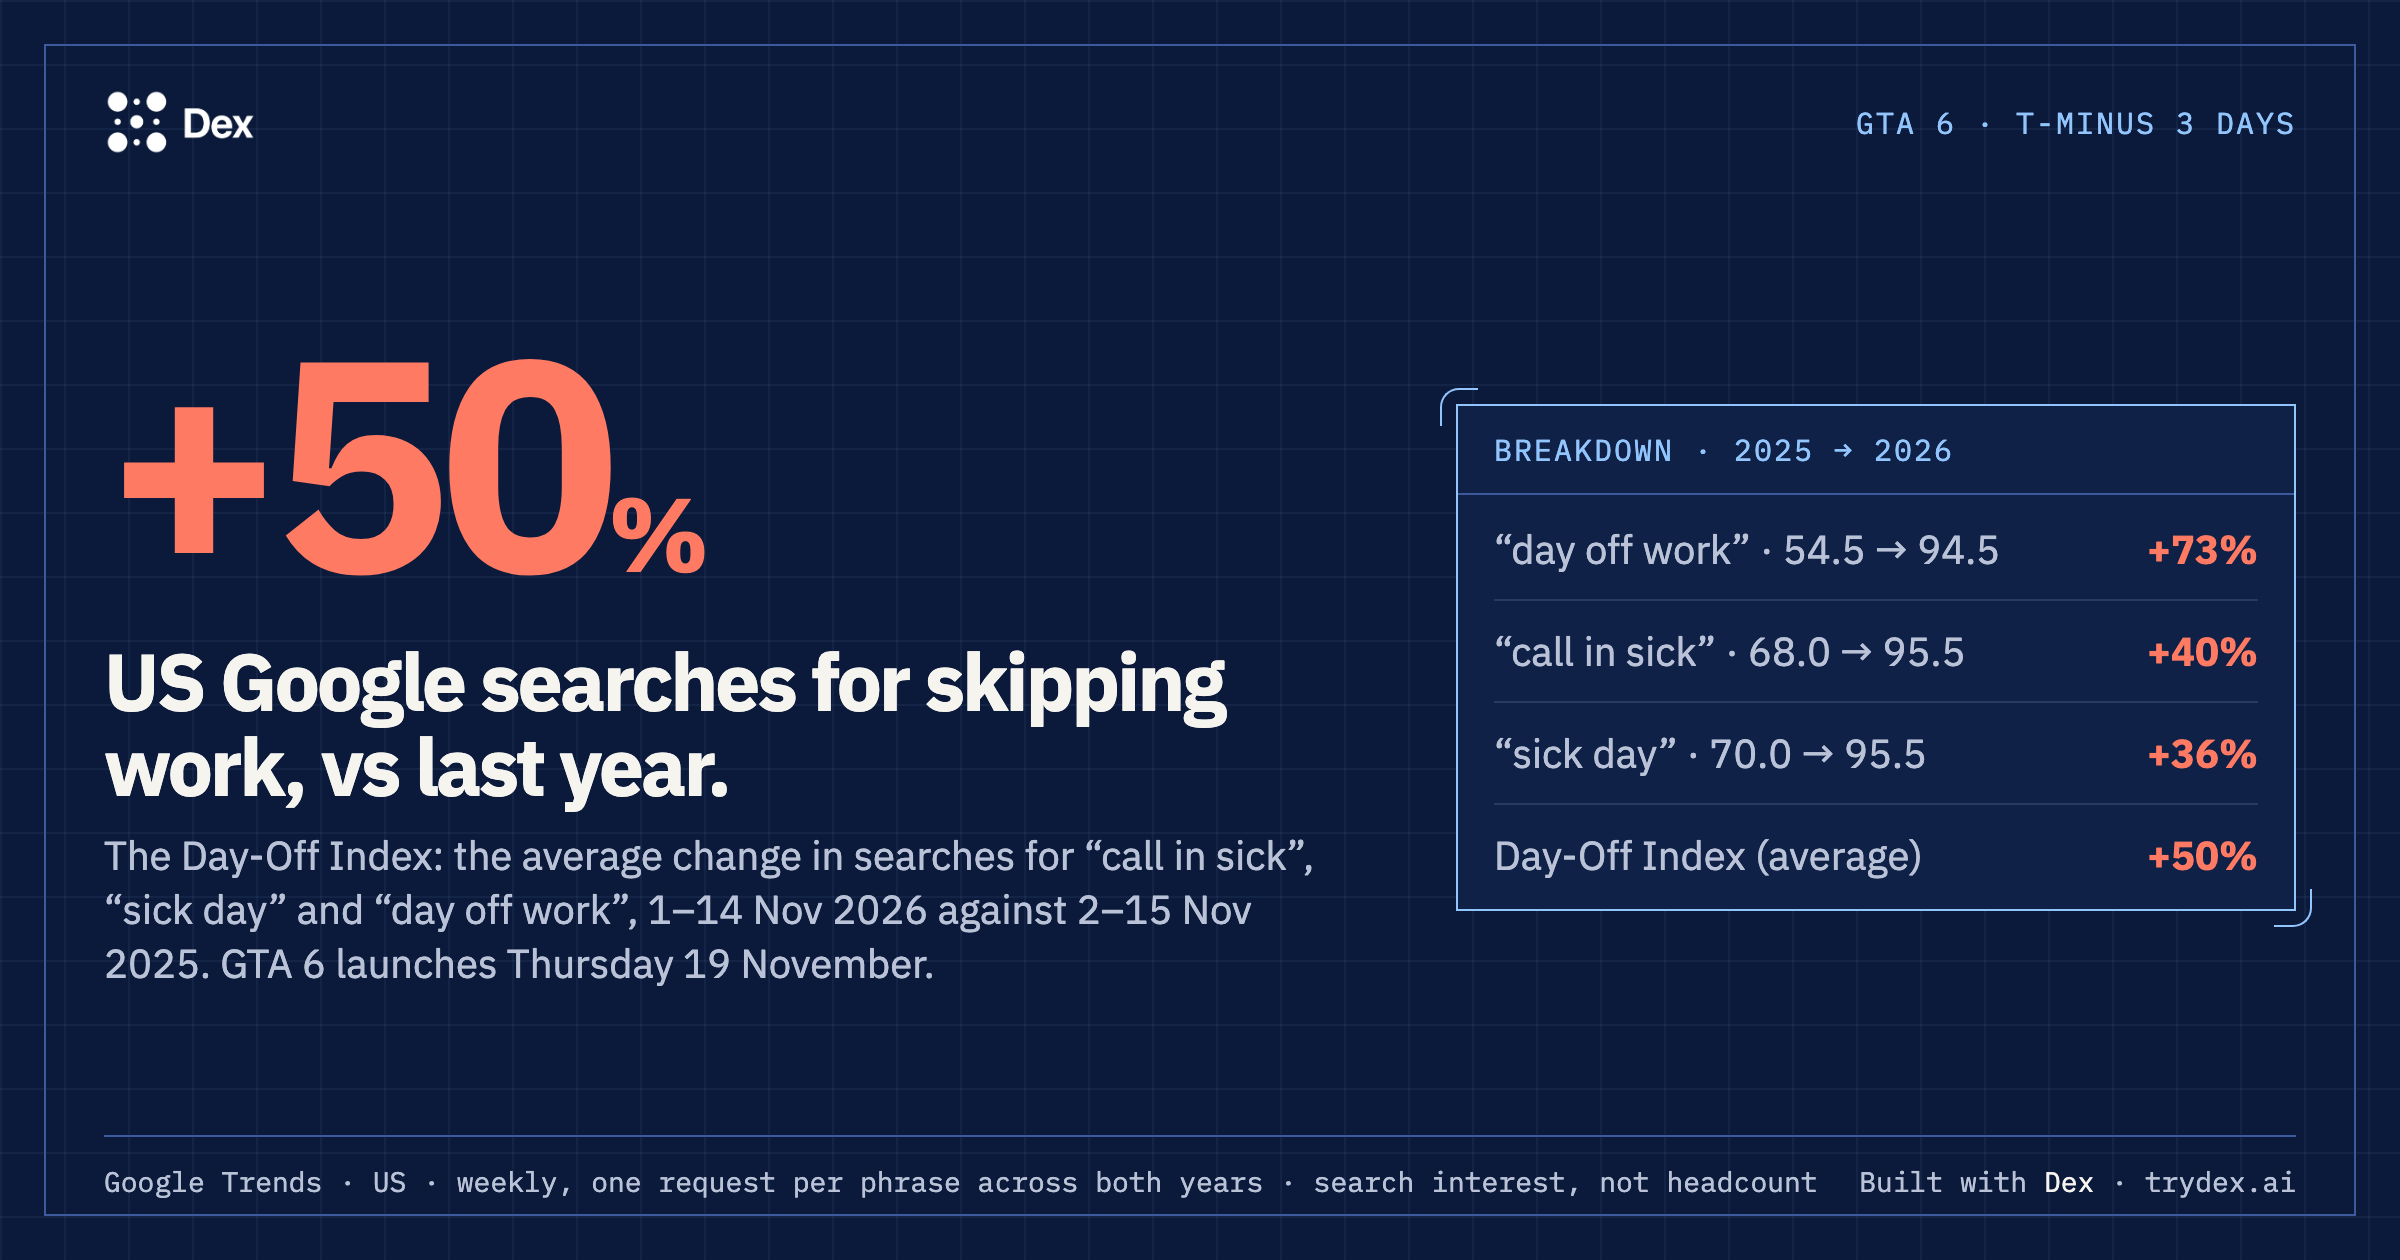 Dex
GTA 6 · T-MINUS 3 DAYS
+50%
US Google searches for skipping
work, vs last year.
The Day-Off Index: the average change in searches for “call in sick”,
“sick day” and “day off work”, 1–14 Nov 2026 against 2–15 Nov
2025. GTA 6 launches Thursday 19 November.
BREAKDOWN · 2025 → 2026
“day off work” · 54.5 → 94.5 +73%
“call in sick” · 68.0 → 95.5 +40%
“sick day” · 70.0 → 95.5 +36%
Day-Off Index (average) +50%
Google Trends · US · weekly, one request per phrase across both years · search interest, not headcount
Built with Dex · trydex.ai